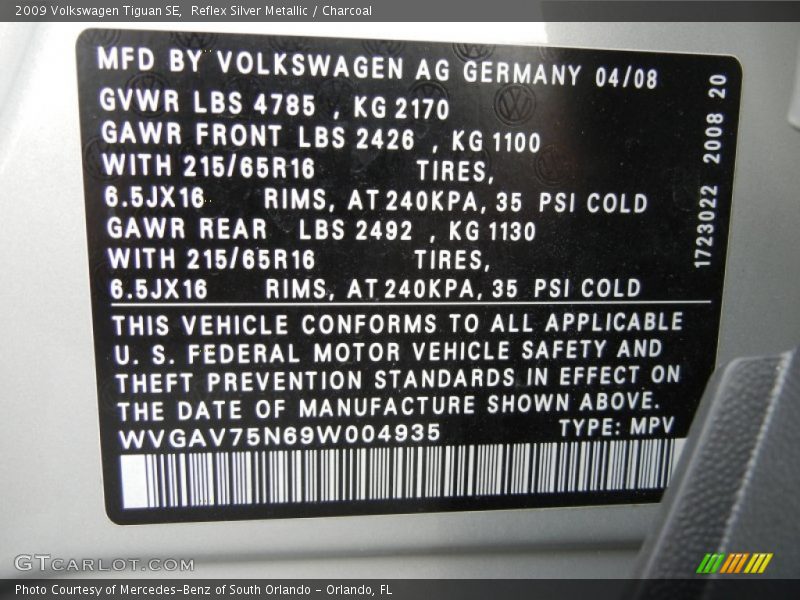 2009 Volkswagen Tiguan SE,  Reflex Silver Metallic / Charcoal
MFD BY VOLKSWAGEN AG GERMANY 04/08
GVWR LBS 4785 , KG 2170
GAWR FRONT LBS 2426 , KG 1100
WITH 215/65R16 TIRES,
6.5JX16 RIMS, AT 240KPA, 35 PSI COLD
GAWR REAR LBS 2492 , KG 1130
WITH 215/65R16 TIRES,
6.5JX16 RIMS, AT 240KPA, 35 PSI COLD
THIS VEHICLE CONFORMS TO ALL APPLICABLE
U. S. FEDERAL MOTOR VEHICLE SAFETY AND
THEFT PREVENTION STANDARDS IN EFFECT ON
THE DATE OF MANUFACTURE SHOWN ABOVE.
WVGAV75N69W004935 TYPE: MPV
1723022 2008 20
GTCARLOT.COM
Photo Courtesy of Mercedes-Benz of South Orlando - Orlando, FL